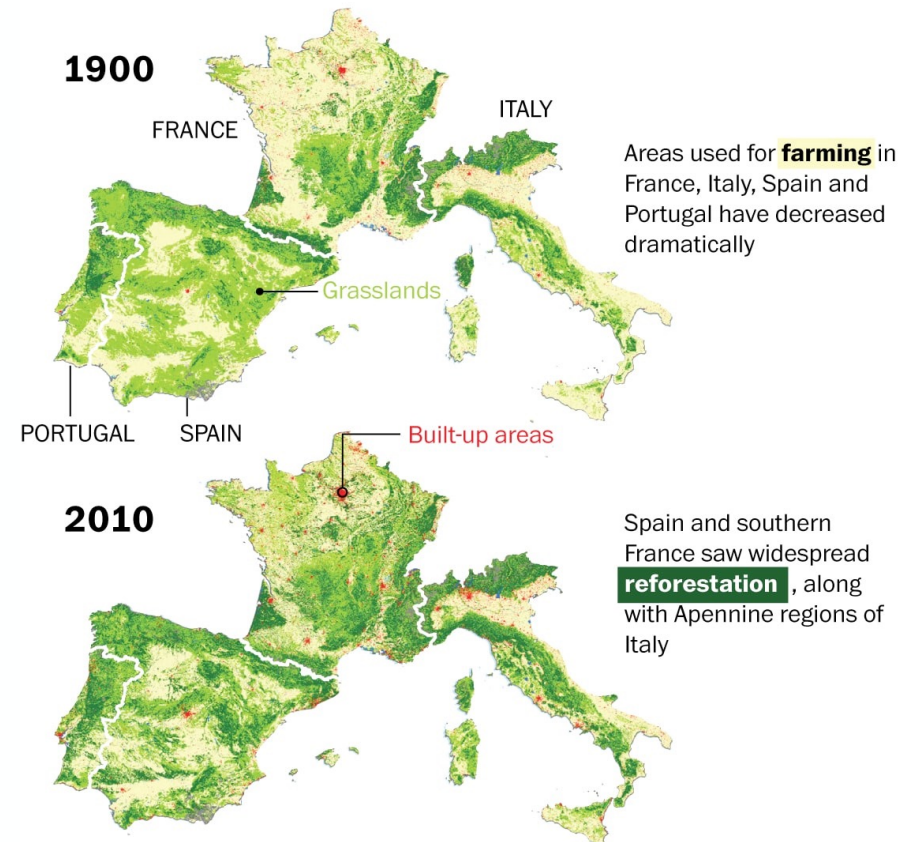 1900
FRANCE
ITALY
Areas used for farming in
France, Italy, Spain and
Portugal have decreased
dramatically
Grasslands
PORTUGAL
SPAIN
Built-up areas
2010
Spain and southern
France saw widespread
reforestation , along
with Apennine regions of
Italy